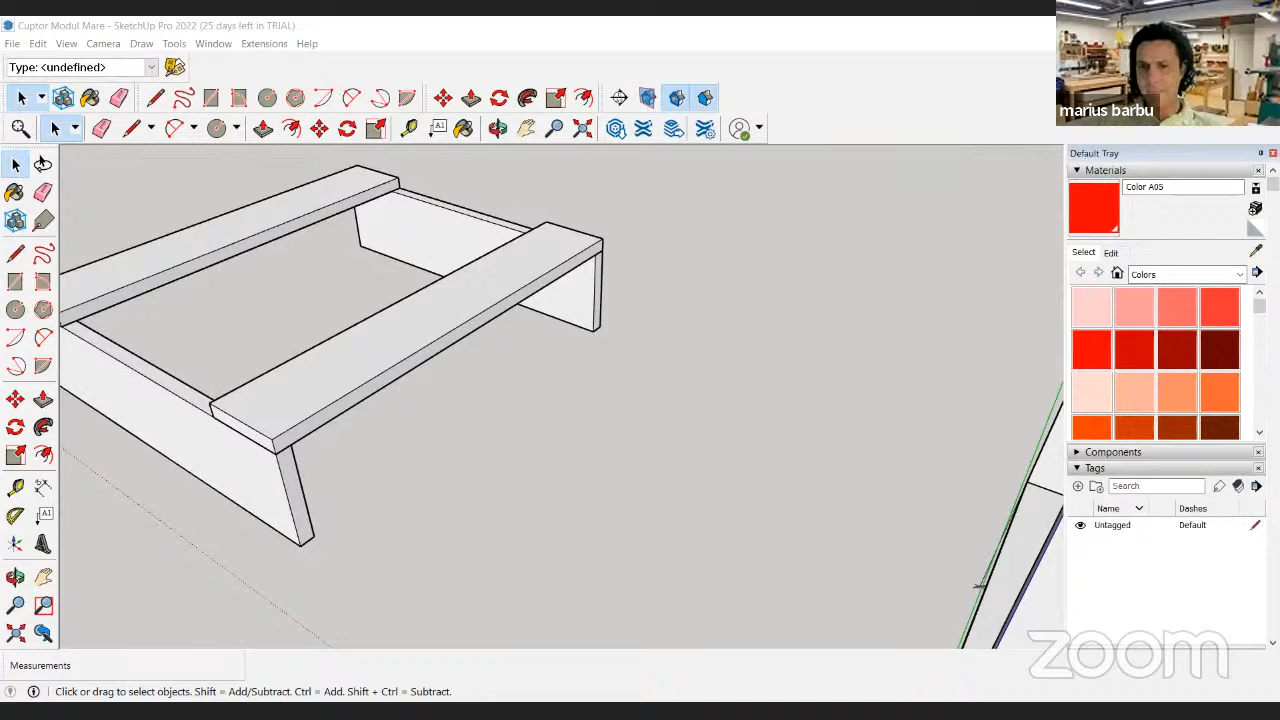 Cuptor Modul Mare - SketchUp Pro 2022 (25 days left in TRIAL)
File Edit View Camera Draw Tools Window Extensions Help
marius barbu
Type: <undefined>
A1
Default Tray
Materials
Color A05
Select Edit
Colors
A1
Components
Tags
Search
Name Dashes
Untagged Default
zoom
Measurements
Click or drag to select objects. Shift = Add/Subtract. Ctrl = Add. Shift + Ctrl = Subtract.